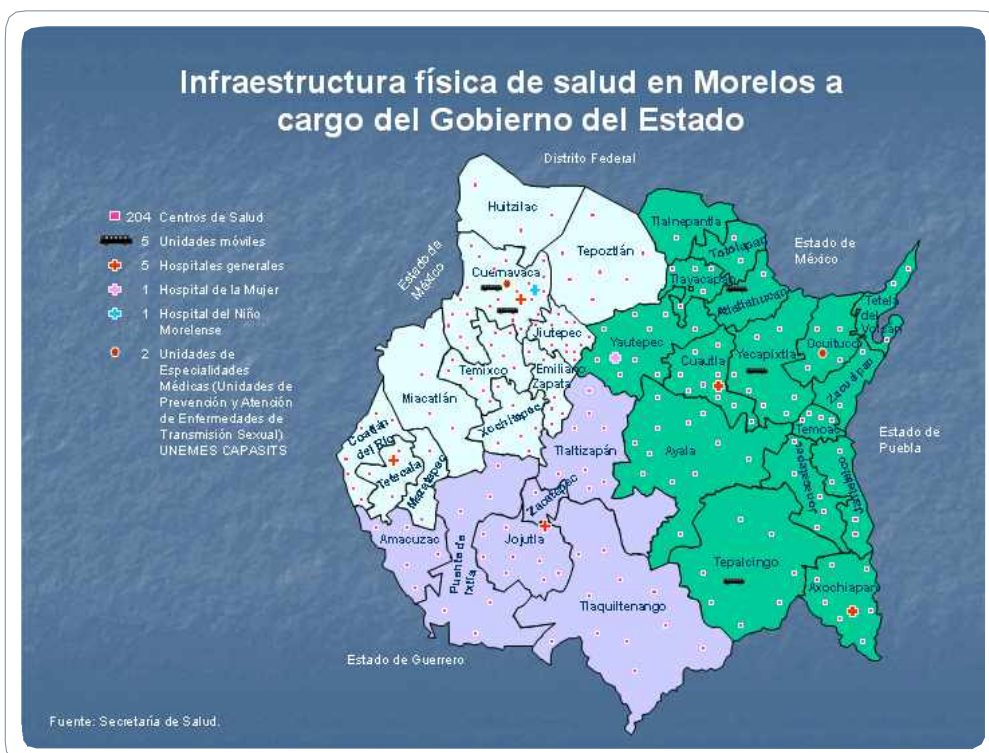 Infraestructura física de salud en Morelos a
cargo del Gobierno del Estado
Distrito Federal
204 Centros de Salud
5 Unidades móviles
5 Hospitales generales
1 Hospital de la Mujer
1 Hospital del Niño
Morelense
2 Unidades de
Especialidades
Médicas (Unidades de
Prevención y Atención
de Enfermedades de
Transmisión Sexual)
UNEMES CAPASITS
Estado de
México
Estado de
México
Estado de
Puebla
Estado de Guerrero
Huitzilac
Tepoztlán
Tlalnepantla
Totolapan
Tlayacapan
Atlatlahucan
Cuernavaca
Jiutepec
Yautepec
Cuautla
Yecapixtla
Ocuituco
Tetela
del
Volcán
Zacualpan
Temixco
Emiliano
Zapata
Miacatlán
Xochitepec
Coatlán
del Río
Tetecala
Mazatepec
Tlaltizapán
Ayala
Temoac
Jonacatepec
Jantetelco
Zacatepec
Amacuzac
Puente de
Ixtla
Jojutla
Tlaquiltenango
Tepalcingo
Axochiapan
Fuente: Secretaría de Salud.